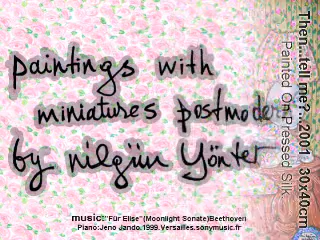 paintings with
miniatures postmoder
by nilgün Yönter
music:"Für Elise"(Moonlight Sonate)Beethoven
Piano:Jeno Jando.1999.Versailles.sonymusic.fr
Then...tell me?...2001 30x40cm
Painted On Pressed Silk